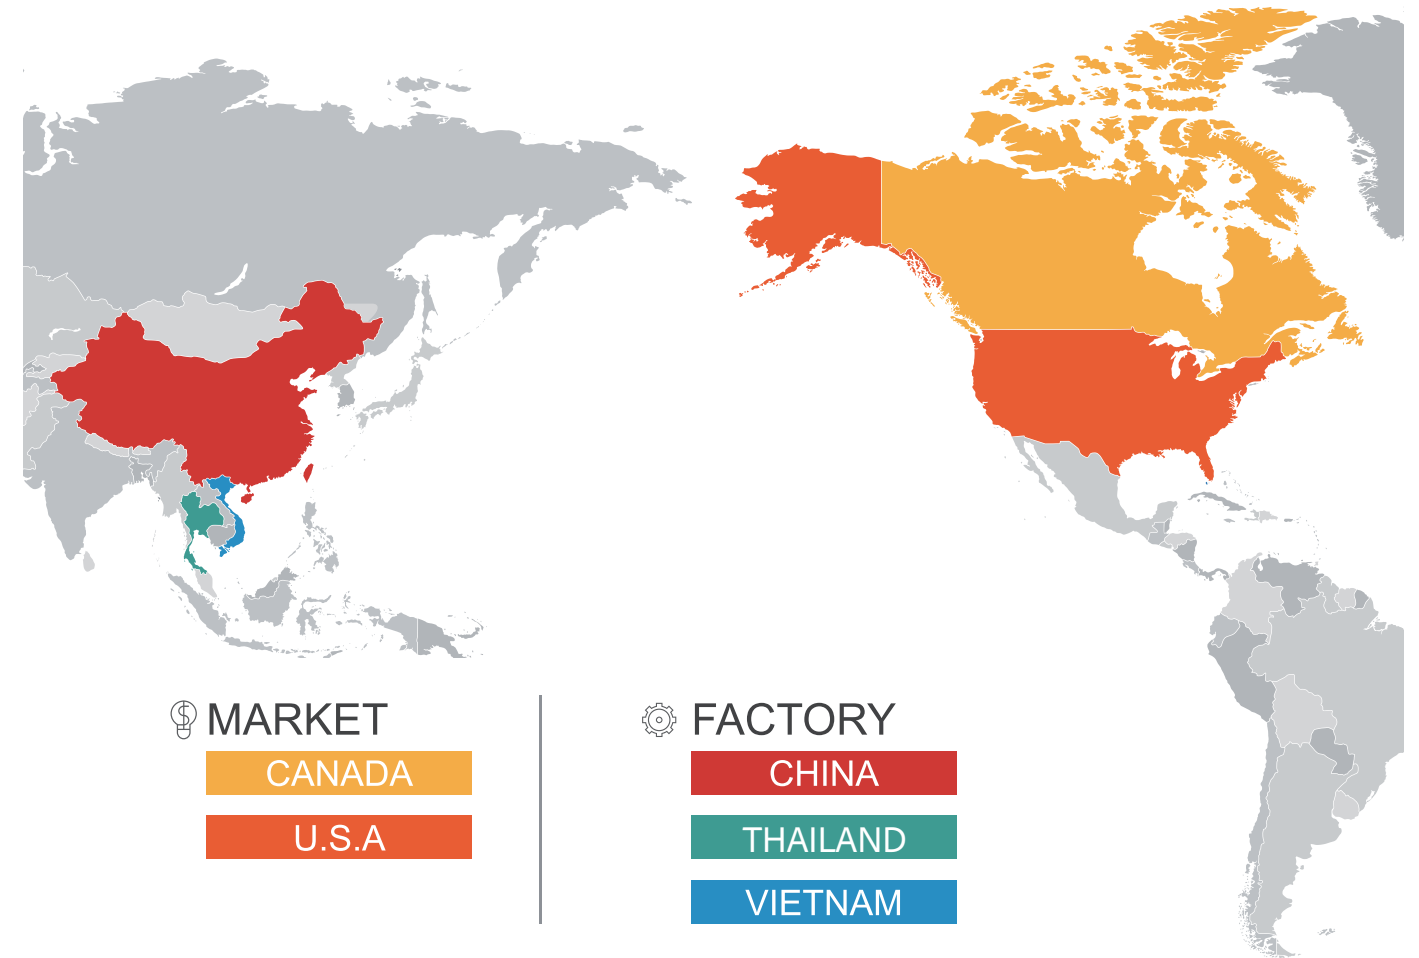 MARKET
CANADA
U.S.A
FACTORY
CHINA
THAILAND
VIETNAM